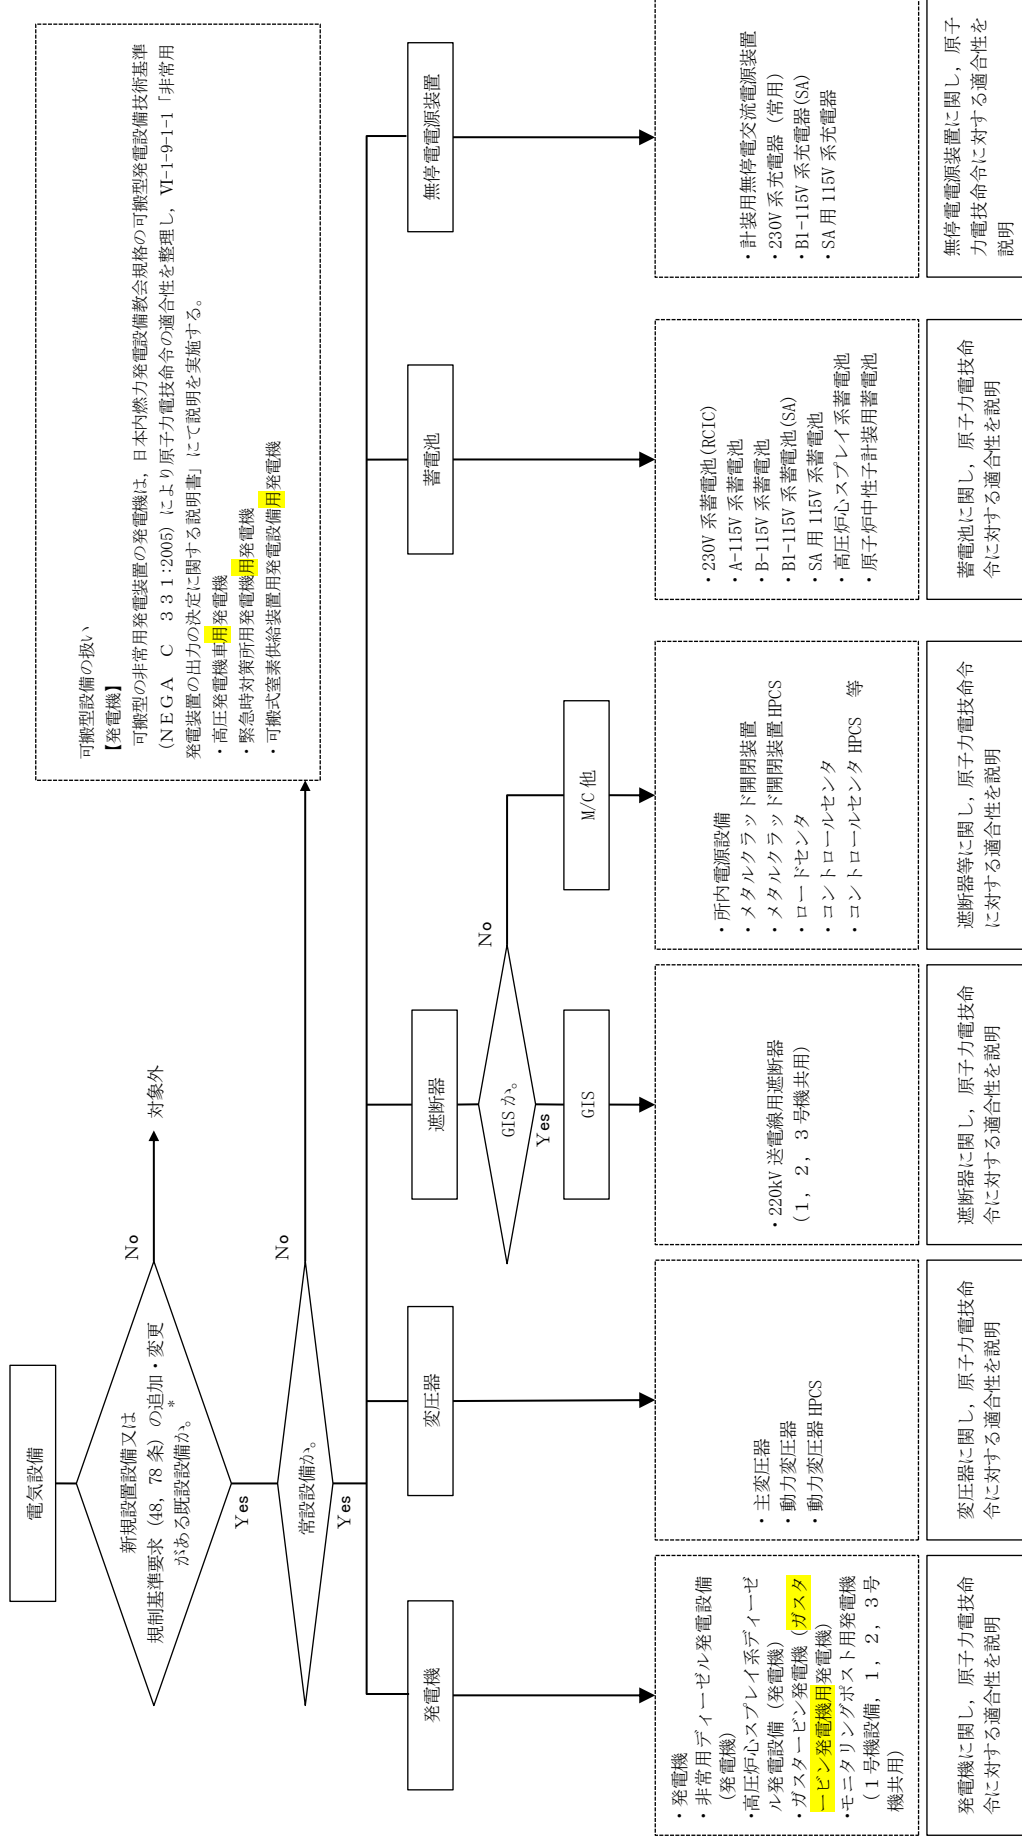 電気設備
新規設置設備又は
規制基準要求（48，78 条）の追加・変更
がある既設設備か。*
No
対象外
Yes
常設設備か。
No
Yes
可搬型設備の扱い
【発電機】
可搬型の非常用発電装置の発電機は，日本内燃力発電設備教会規格の可搬型発電設備技術基準
（NEGA　C　331:2005）により原子力電技命令の適合性を整理し，Ⅵ-1-9-1-1「非常用
発電装置の出力の決定に関する説明書」にて説明を実施する。
・高圧発電機車用発電機
・緊急時対策所用発電機用発電機
・可搬式窒素供給装置用発電設備用発電機
発電機
変圧器
遮断器
蓄電池
無停電電源装置
GIS か。
No
Yes
GIS
M/C 他
・発電機
・非常用ディーゼル発電設備
（発電機）
・高圧炉心スプレイ系ディーゼ
ル発電設備（発電機）
・ガスタービン発電機（ガスタ
ービン発電機用発電機）
・モニタリングポスト用発電機
（１号機設備，１，２，３号
機共用）
・主変圧器
・動力変圧器
・動力変圧器 HPCS
・220kV 送電線用遮断器
（１，２，３号機共用）
・所内電源設備
・メタルクラッド開閉装置
・メタルクラッド開閉装置 HPCS
・ロードセンタ
・コントロールセンタ
・コントロールセンタ HPCS　等
・230V 系蓄電池(RCIC)
・A-115V 系蓄電池
・B-115V 系蓄電池
・B1-115V 系蓄電池(SA)
・SA 用 115V 系蓄電池
・高圧炉心スプレイ系蓄電池
・原子炉中性子計装用蓄電池
・計装用無停電交流電源装置
・230V 系充電器（常用）
・B1-115V 系充電器(SA)
・SA 用 115V 系充電器
発電機に関し，原子力電技命
令に対する適合性を説明
変圧器に関し，原子力電技命
令に対する適合性を説明
遮断器に関し，原子力電技命
令に対する適合性を説明
遮断器等に関し，原子力電技命令
に対する適合性を説明
蓄電池に関し，原子力電技命
令に対する適合性を説明
無停電電源装置に関し，原子
力電技命令に対する適合性を
説明